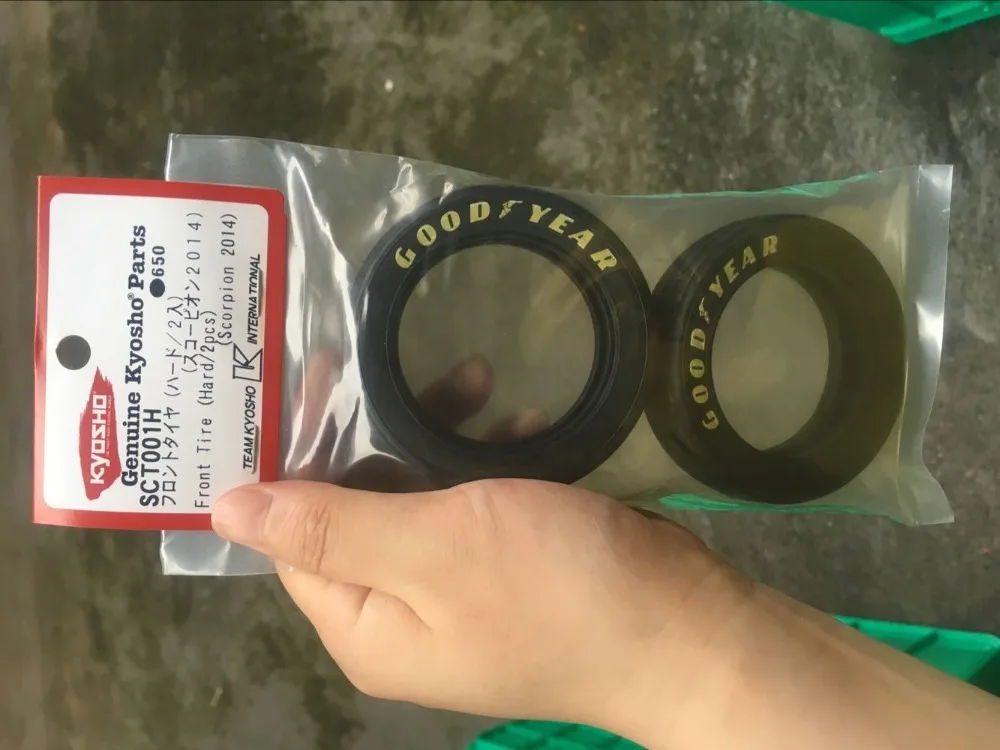 KYOSHO
Genuine Kyosho® Parts
SCT001H ●650
フロントタイヤ (ハード/2入)
(スコーピオン2014)
Front Tire (Hard/2pcs)
(Scorpion 2014)
TEAM KYOSHO K INTERNATIONAL
GOODYEAR
GOODYEAR